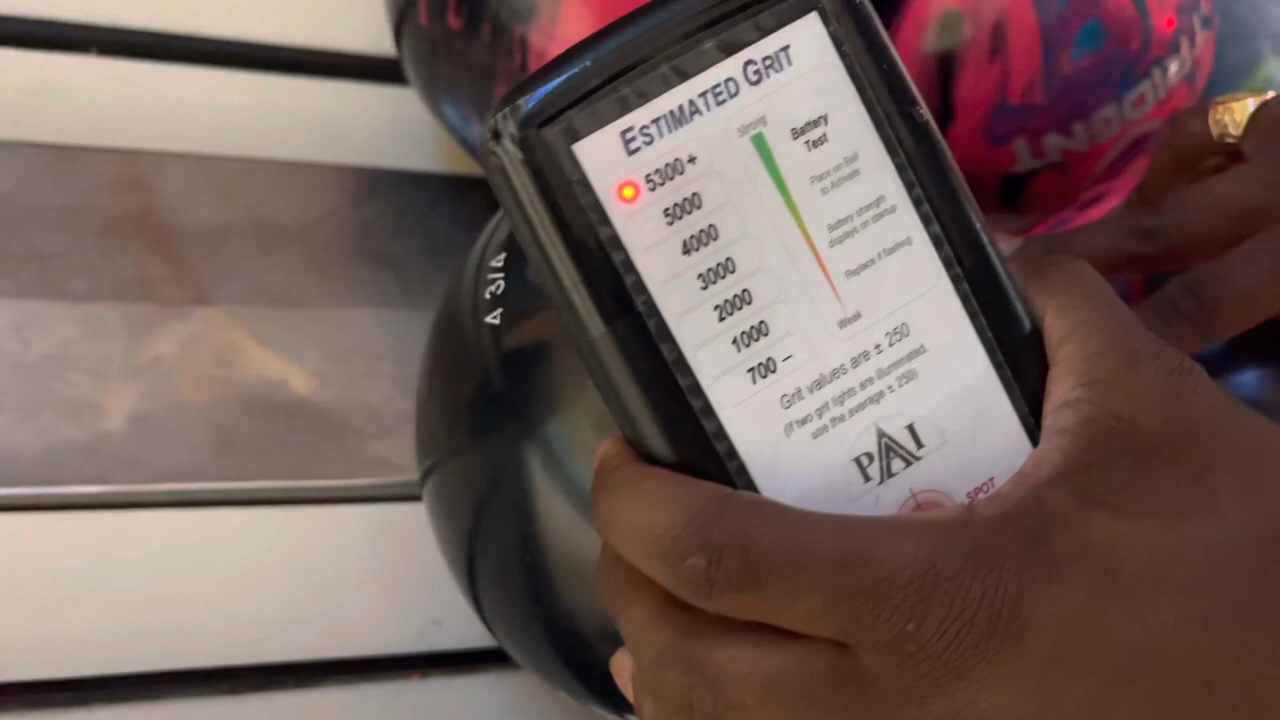 ESTIMATED GRIT
5300 +
5000
4000
3000
2000
1000
700 –
Strong
Battery
Test
Place on Ball
to Activate
Battery strength
displays on startup
Replace if flashing
Weak
Grit values are ± 250
(If two grit lights are illuminated,
use the average ± 250)
PAI
SPOT
4 3/4